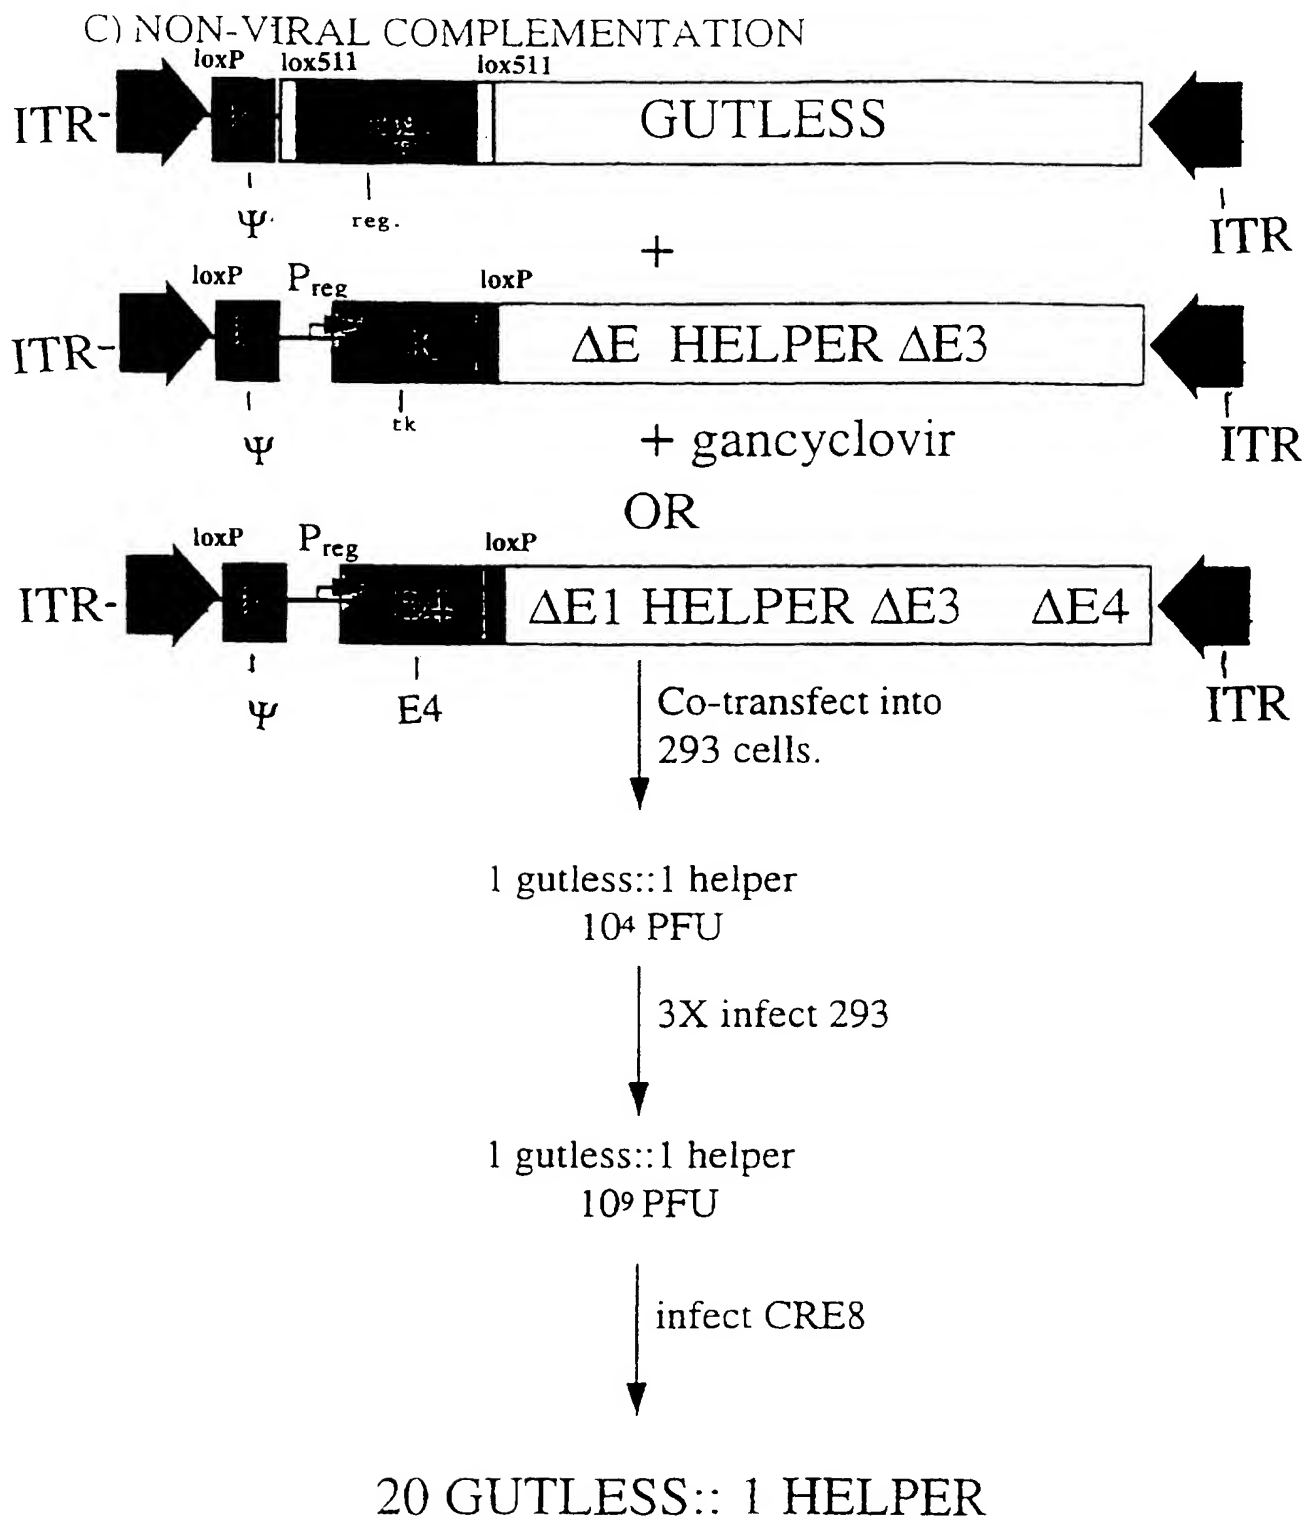 C) NON-VIRAL COMPLEMENTATION
loxP lox511 lox511
ITR- GUTLESS
Ψ reg. ITR
+
loxP Preg loxP
ITR- ΔE HELPER ΔE3
Ψ tk ITR
+ gancyclovir
OR
loxP Preg loxP
ITR- E4 ΔE1 HELPER ΔE3 ΔE4
Ψ E4 ITR
Co-transfect into
293 cells.
1 gutless::1 helper
10⁴ PFU
3X infect 293
1 gutless::1 helper
10⁹ PFU
infect CRE8
20 GUTLESS:: 1 HELPER